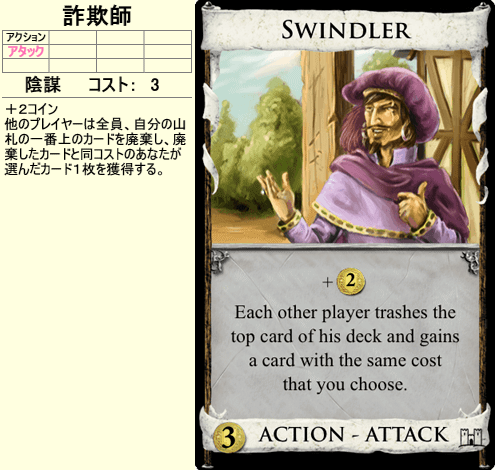 詐欺師
アクション
アタック
陰謀 コスト： 3
＋２コイン
他のプレイヤーは全員、自分の山
札の一番上のカードを廃棄し、廃
棄したカードと同コストのあなたが
選んだカード１枚を獲得する。
SWINDLER
+ 2
Each other player trashes the
top card of his deck and gains
a card with the same cost
that you choose.
3 ACTION - ATTACK